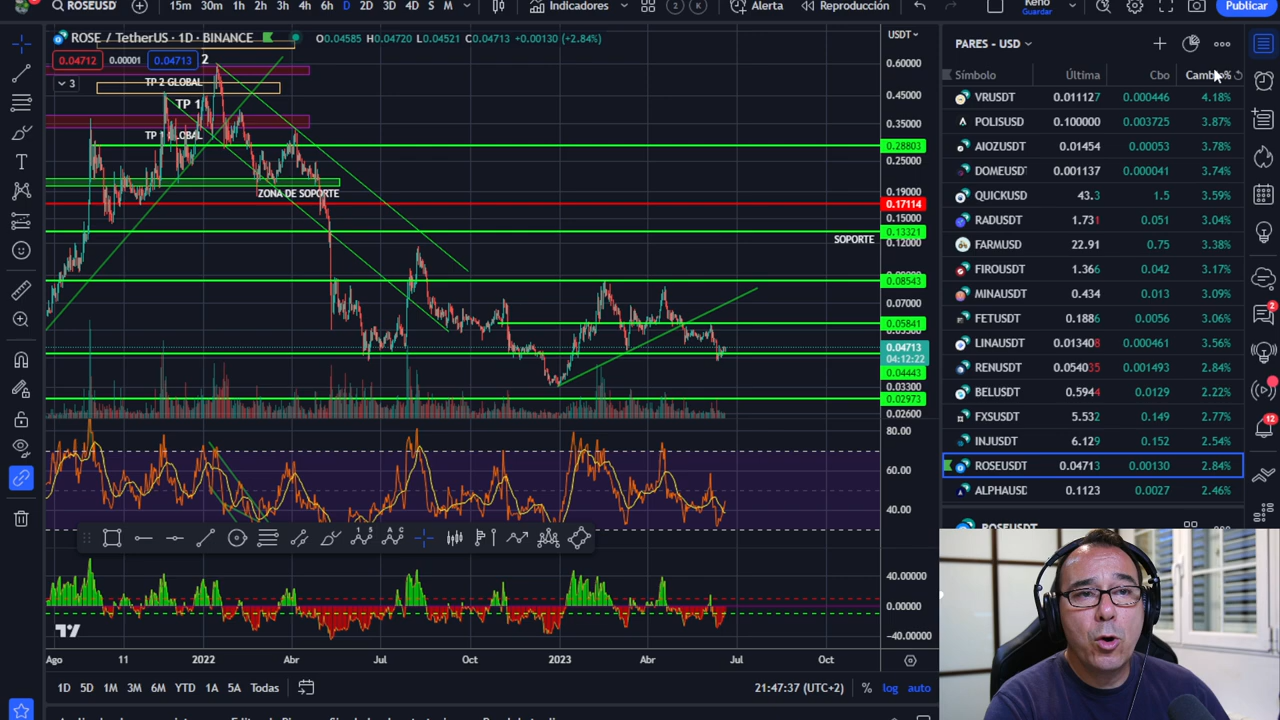 ROSEUSD
15m 30m 1h 2h 3h 4h 6h D 2D 3D 4D S M
Indicadores
2 K
Alerta
Reproducción
Keno
Guardar
Publicar
ROSE / TetherUS · 1D · BINANCE
O0.04585 H0.04720 L0.04521 C0.04713 +0.00130 (+2.84%)
0.04712 0.00001 0.04713
2
3
TP 2 GLOBAL
TP 1
TP 1 GLOBAL
ZONA DE SOPORTE
SOPORTE
USDT
0.60000
0.45000
0.35000
0.28803
0.25000
0.19000
0.17114
0.15000
0.13321
0.12000
0.08543
0.07000
0.05841
0.04713
04:12:22
0.04443
0.03300
0.02973
0.02600
80.00
60.00
40.00
40.00000
0.00000
-40.00000
Ago 11 2022 Abr Jul Oct 2023 Abr Jul Oct
1D 5D 1M 3M 6M YTD 1A 5A Todas
21:47:37 (UTC+2) % log auto
PARES - USD
Símbolo Última Cbo Cambio%
VRUSDT 0.011127 0.000446 4.18%
POLISUSD 0.100000 0.003725 3.87%
AIOZUSDT 0.01454 0.00053 3.78%
DOMEUSDT 0.001137 0.000041 3.74%
QUICKUSD 43.3 1.5 3.59%
RADUSDT 1.731 0.051 3.04%
FARMUSD 22.91 0.75 3.38%
FIROUSDT 1.366 0.042 3.17%
MINAUSDT 0.434 0.013 3.09%
FETUSDT 0.1886 0.0056 3.06%
LINAUSDT 0.013408 0.000461 3.56%
RENUSDT 0.054035 0.001493 2.84%
BELUSDT 0.5944 0.0129 2.22%
FXSUSDT 5.532 0.149 2.77%
INJUSDT 6.129 0.152 2.54%
ROSEUSDT 0.04713 0.00130 2.84%
ALPHAUSD 0.1123 0.0027 2.46%
ROSEUSDT
2
12